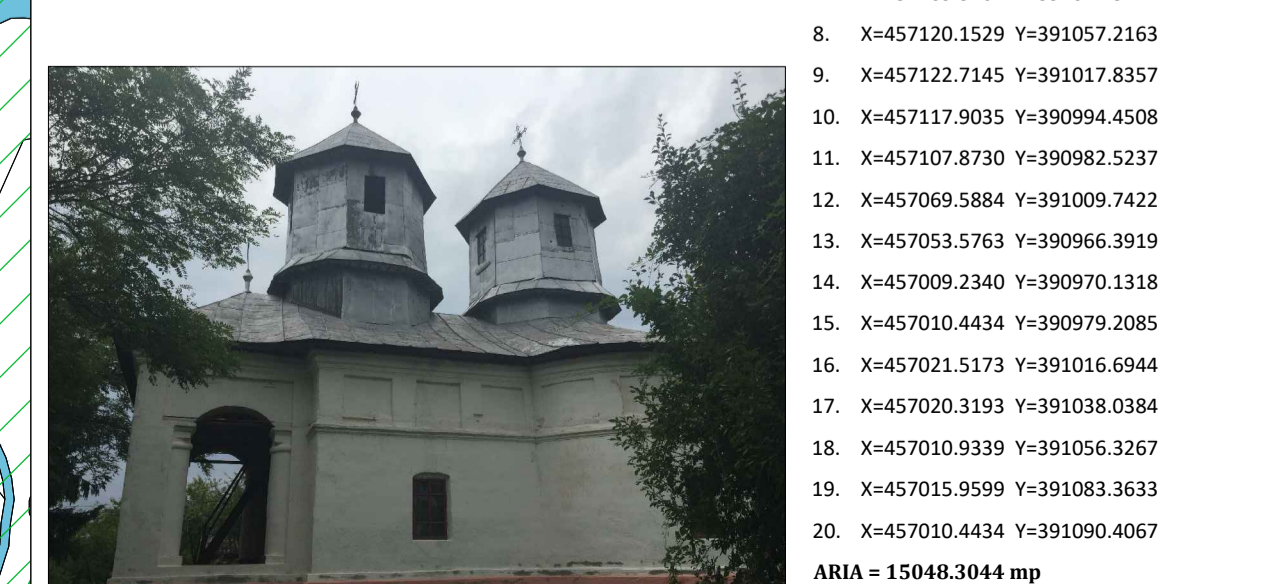 8. X=457120.1529 Y=391057.2163
9. X=457122.7145 Y=391017.8357
10. X=457117.9035 Y=390994.4508
11. X=457107.8730 Y=390982.5237
12. X=457069.5884 Y=391009.7422
13. X=457053.5763 Y=390966.3919
14. X=457009.2340 Y=390970.1318
15. X=457010.4434 Y=390979.2085
16. X=457021.5173 Y=391016.6944
17. X=457020.3193 Y=391038.0384
18. X=457010.9339 Y=391056.3267
19. X=457015.9599 Y=391083.3633
20. X=457010.4434 Y=391090.4067
ARIA = 15048.3044 mp